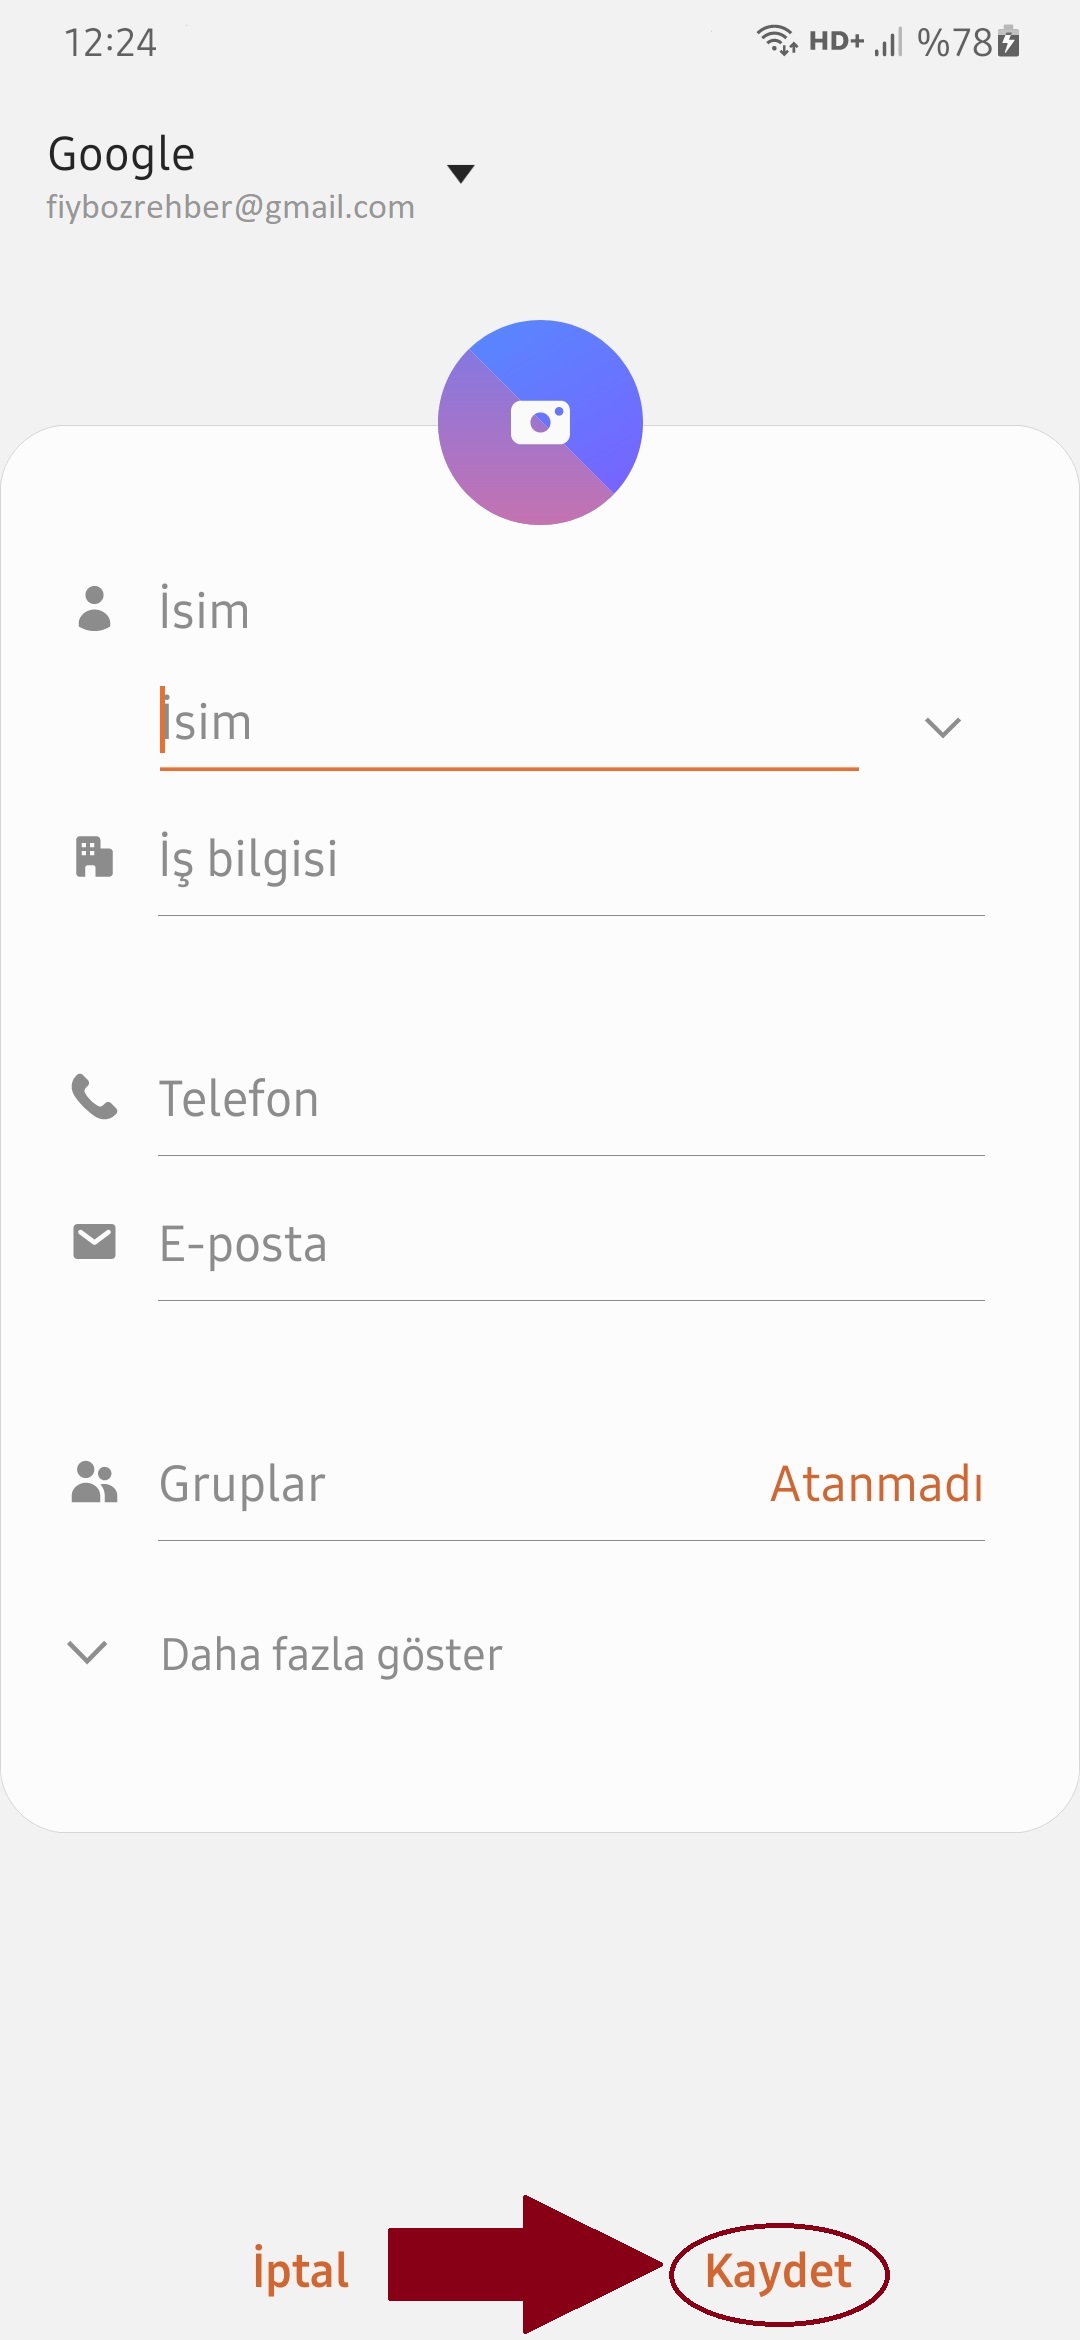 12:24 HD+ %78
Google
fiybozrehber@gmail.com
İsim
İsim
İş bilgisi
Telefon
E-posta
Gruplar Atanmadı
Daha fazla göster
İptal Kaydet